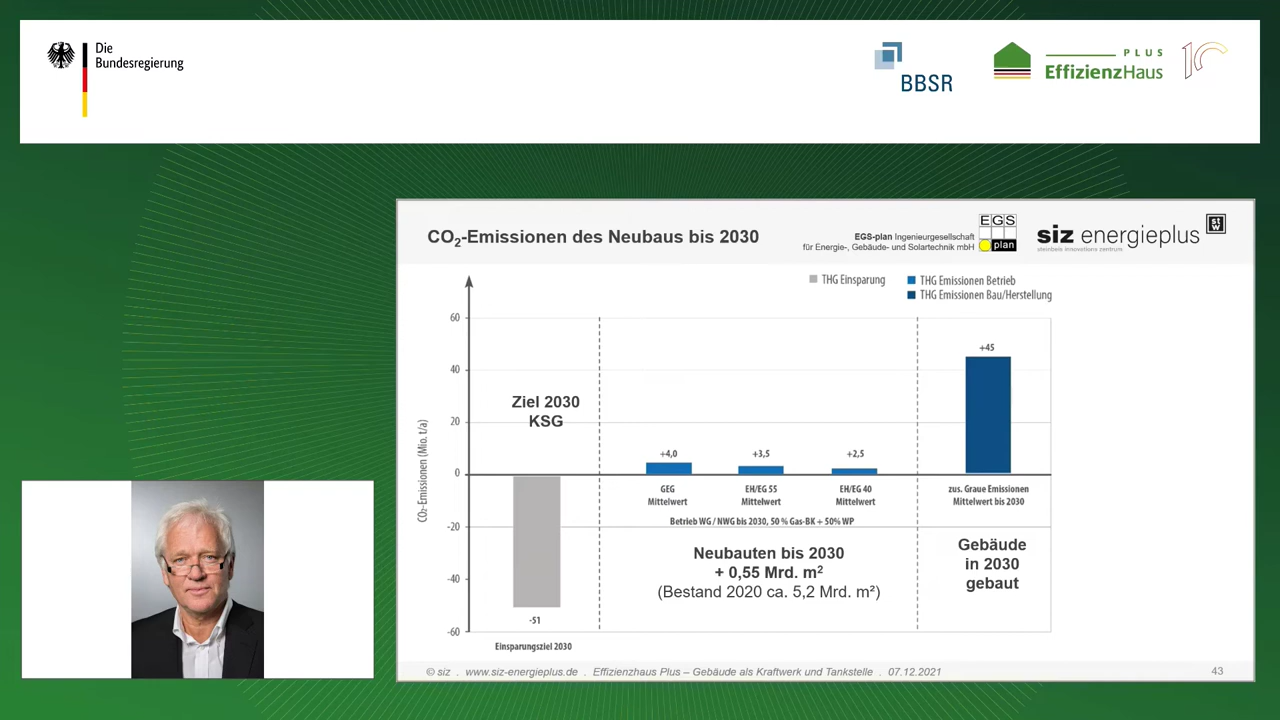 Die
Bundesregierung
BBSR
PLUS
EffizienzHaus
10
CO₂-Emissionen des Neubaus bis 2030
EGS-plan Ingenieurgesellschaft
für Energie-, Gebäude- und Solartechnik mbH
EGS
plan
siz energieplus
steinbeis innovations zentrum
st
w
THG Einsparung
THG Emissionen Betrieb
THG Emissionen Bau/Herstellung
CO₂-Emissionen (Mio. t/a)
60
40
20
0
-20
-40
-60
Ziel 2030
KSG
-51
Einsparungsziel 2030
+4,0
+3,5
+2,5
+45
GEG
Mittelwert
EH/EG 55
Mittelwert
EH/EG 40
Mittelwert
zus. Graue Emissionen
Mittelwert bis 2030
Betrieb WG / NWG bis 2030, 50 % Gas-BK + 50% WP
Neubauten bis 2030
+ 0,55 Mrd. m²
(Bestand 2020 ca. 5,2 Mrd. m²)
Gebäude
in 2030
gebaut
© siz . www.siz-energieplus.de . Effizienzhaus Plus – Gebäude als Kraftwerk und Tankstelle . 07.12.2021
43